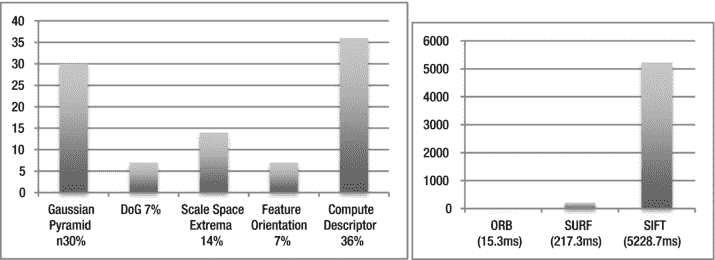 40
35
30
25
20
15
10
5
0
Gaussian Pyramid n30%
DoG 7%
Scale Space Extrema 14%
Feature Orientation 7%
Compute Descriptor 36%
6000
5000
4000
3000
2000
1000
0
ORB (15.3ms)
SURF (217.3ms)
SIFT (5228.7ms)